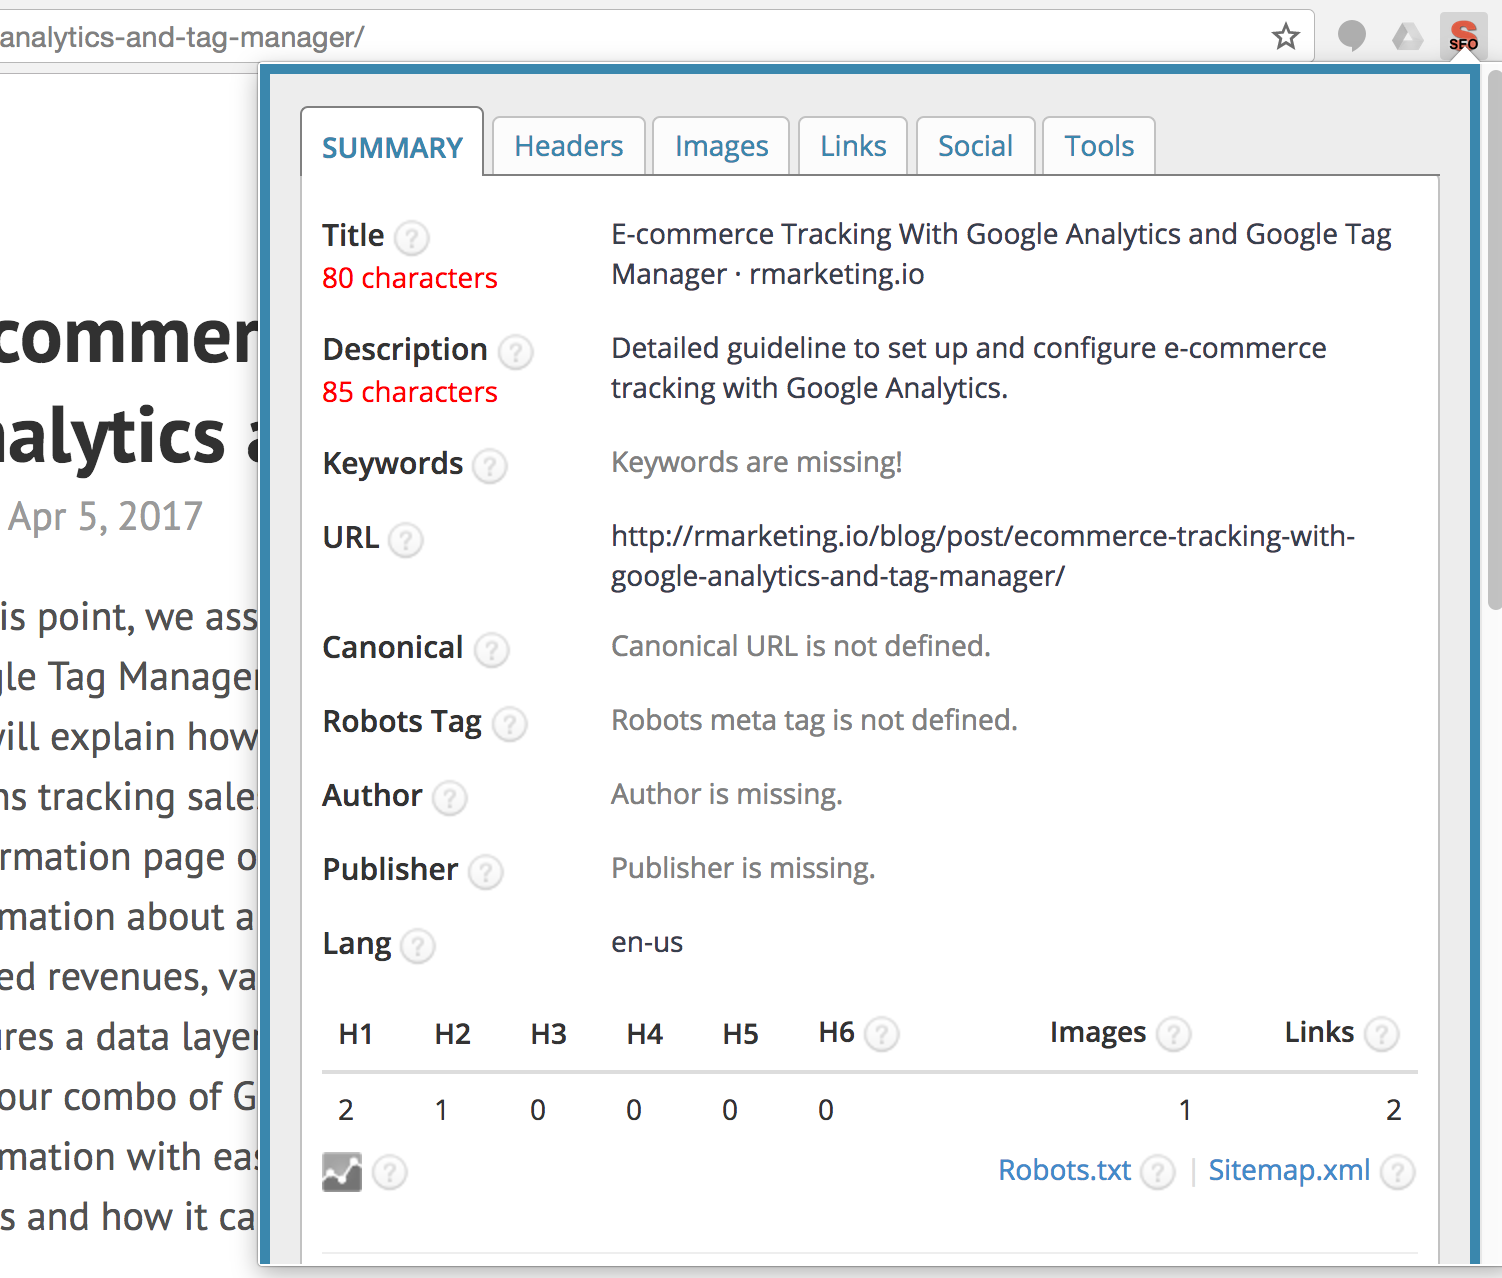 analytics-and-tag-manager/
SEO
SUMMARY
Headers
Images
Links
Social
Tools
Title ?
80 characters
E-commerce Tracking With Google Analytics and Google Tag
Manager · rmarketing.io
Description ?
85 characters
Detailed guideline to set up and configure e-commerce
tracking with Google Analytics.
Keywords ?
Keywords are missing!
URL ?
http://rmarketing.io/blog/post/ecommerce-tracking-with-
google-analytics-and-tag-manager/
Canonical ?
Canonical URL is not defined.
Robots Tag ?
Robots meta tag is not defined.
Author ?
Author is missing.
Publisher ?
Publisher is missing.
Lang ?
en-us
H1 H2 H3 H4 H5 H6 ? Images ? Links ?
2 1 0 0 0 0 1 2
? Robots.txt ? | Sitemap.xml ?
commer
nalytics a
Apr 5, 2017
is point, we ass
gle Tag Manager
will explain how
ns tracking sale
rmation page o
mation about a
ed revenues, va
ures a data layer
our combo of G
mation with eas
s and how it ca